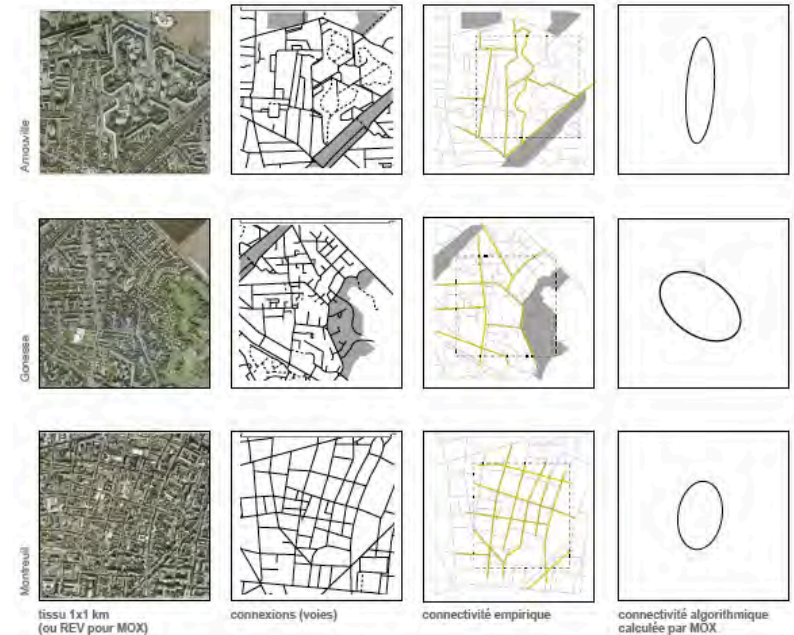 Arnouville
Gonesse
Montreuil
tissu 1x1 km
(ou REV pour MOX)
connexions (voies)
connectivité empirique
connectivité algorithmique
calculée par MOX